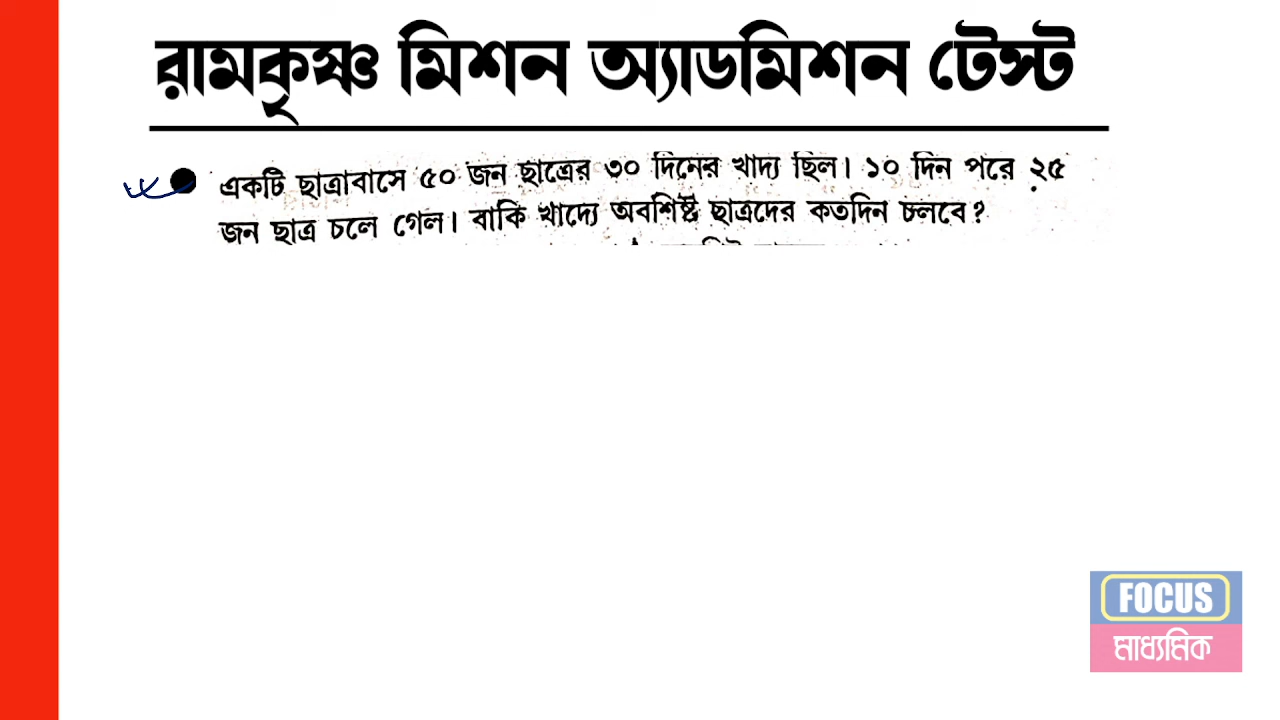 রামকৃষ্ণ মিশন অ্যাডমিশন টেস্ট
একটি ছাত্রাবাসে ৫০ জন ছাত্রের ৩০ দিনের খাদ্য ছিল। ১০ দিন পরে ২৫
জন ছাত্র চলে গেল। বাকি খাদ্যে অবশিষ্ট ছাত্রদের কতদিন চলবে?
FOCUS
মাধ্যমিক